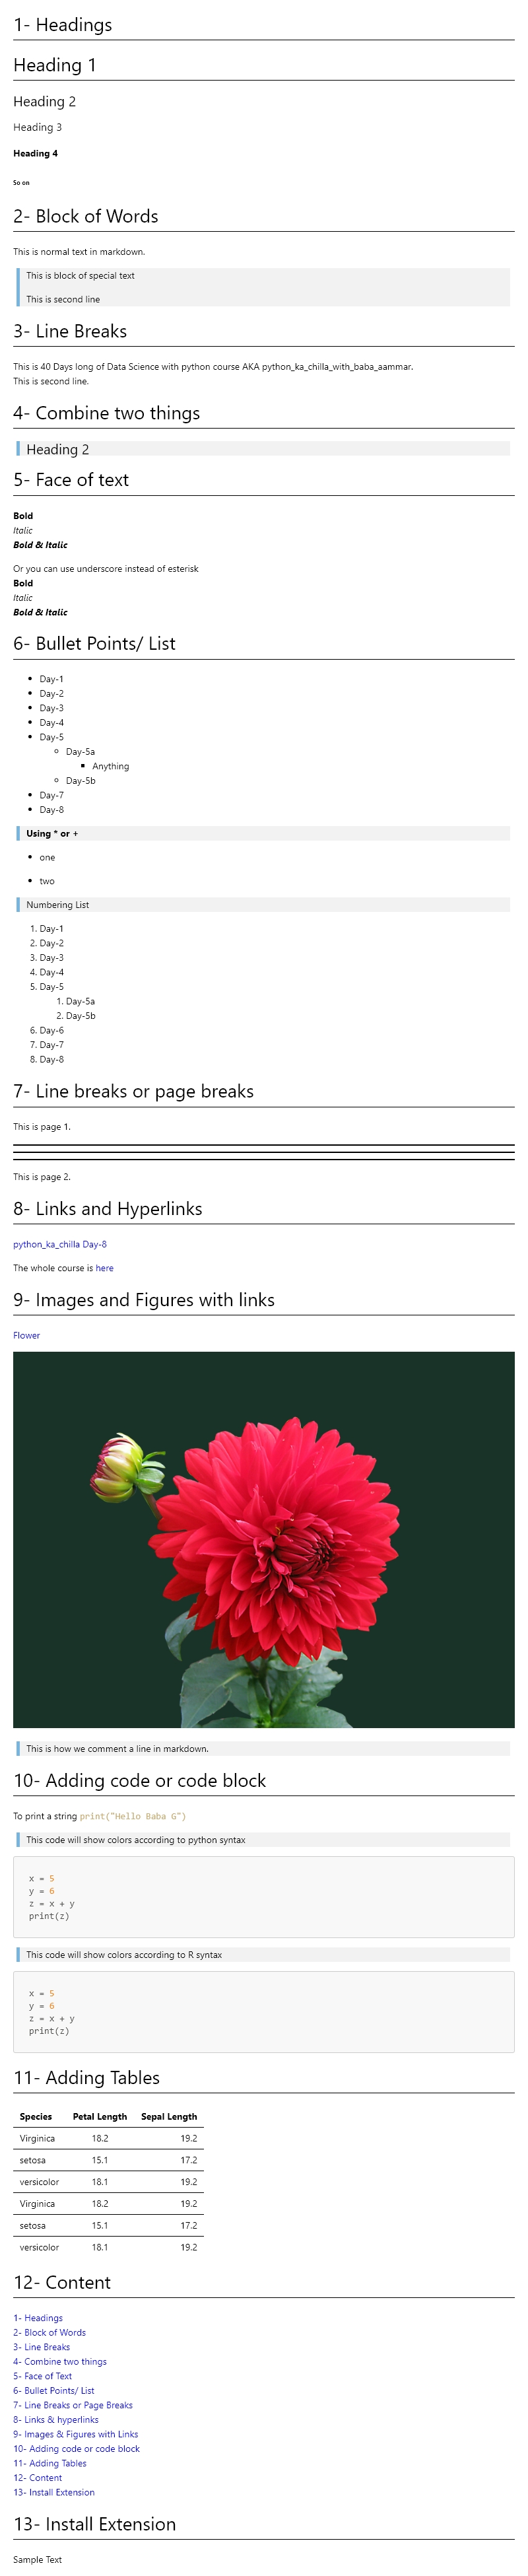 1- Headings
Heading 1
Heading 2
Heading 3
Heading 4
So on
2- Block of Words
This is normal text in markdown.
This is block of special text
This is second line
3- Line Breaks
This is 40 Days long of Data Science with python course AKA python_ka_chilla_with_baba_aammar.
This is second line.
4- Combine two things
Heading 2
5- Face of text
Bold
Italic
Bold & Italic
Or you can use underscore instead of esterisk
Bold
Italic
Bold & Italic
6- Bullet Points/ List
• Day-1
• Day-2
• Day-3
• Day-4
• Day-5
◦ Day-5a
▪ Anything
◦ Day-5b
• Day-7
• Day-8
Using * or +
• one
• two
Numbering List
1. Day-1
2. Day-2
3. Day-3
4. Day-4
5. Day-5
1. Day-5a
2. Day-5b
6. Day-6
7. Day-7
8. Day-8
7- Line breaks or page breaks
This is page 1.
This is page 2.
8- Links and Hyperlinks
python_ka_chilla Day-8
The whole course is here
9- Images and Figures with links
Flower
This is how we comment a line in markdown.
10- Adding code or code block
To print a string print("Hello Baba G")
This code will show colors according to python syntax
x = 5
y = 6
z = x + y
print(z)
This code will show colors according to R syntax
x = 5
y = 6
z = x + y
print(z)
11- Adding Tables
Species Petal Length Sepal Length
Virginica 18.2 19.2
setosa 15.1 17.2
versicolor 18.1 19.2
Virginica 18.2 19.2
setosa 15.1 17.2
versicolor 18.1 19.2
12- Content
1- Headings
2- Block of Words
3- Line Breaks
4- Combine two things
5- Face of Text
6- Bullet Points/ List
7- Line Breaks or Page Breaks
8- Links & hyperlinks
9- Images & Figures with Links
10- Adding code or code block
11- Adding Tables
12- Content
13- Install Extension
13- Install Extension
Sample Text